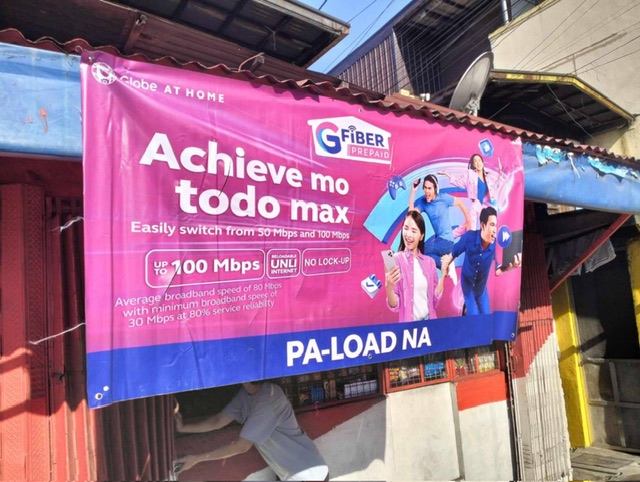 Globe AT HOME
GFiBER
PREPAID
Achieve mo
todo max
Easily switch from 50 Mbps and 100 Mbps
UP TO 100 Mbps
RELOADABLE
UNLI
INTERNET
NO LOCK-UP
Average broadband speed of 80 Mbps
with minimum broadband speed of
30 Mbps at 80% service reliability
PA-LOAD NA